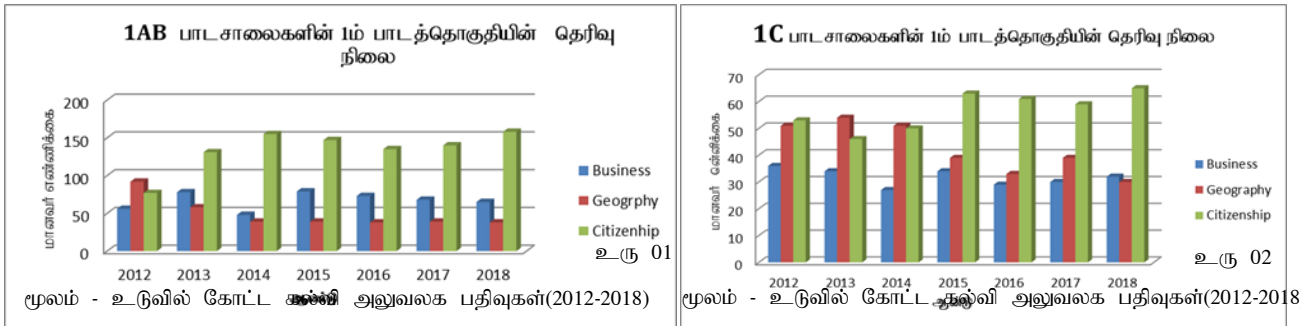 1AB பாடசாலைகளின் 1ம் பாடத்தொகுதியின் தெரிவு
நிலை
மாணவர் எண்ணிக்கை
200
150
100
50
0
2012 2013 2014 2015 2016 2017 2018
Business
Geogrphy
Citizenhip
உரு 01
மூலம் - உடுவில் கோட்ட கல்வி அலுவலக பதிவுகள்(2012-2018)
1C பாடசாலைகளின் 1ம் பாடத்தொகுதியின் தெரிவு நிலை
மாணவர்
70
60
50
40
30
20
10
0
2012 2013 2014 2015 2016 2017 2018
Business
Geography
Citizenship
உரு 02
மூலம் - உடுவில் கோட்ட கல்வி அலுவலக பதிவுகள்(2012-2018